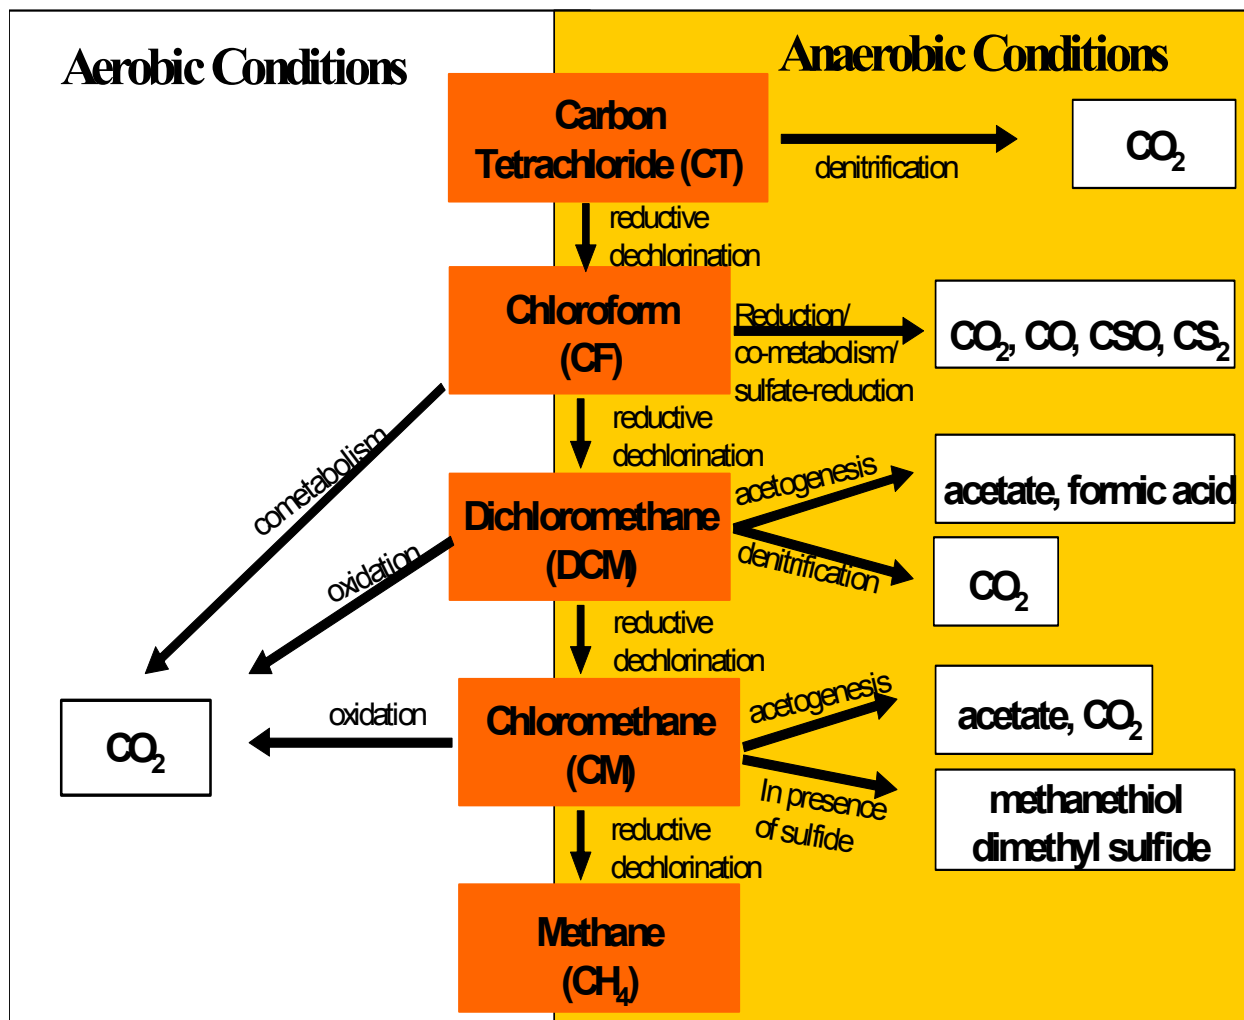 Aerobic Conditions
Anaerobic Conditions
Carbon
Tetrachloride (CT)
denitrification
CO₂
reductive
dechlorination
Chloroform
(CF)
Reduction/
co-metabolism/
sulfate-reduction
CO₂, CO, CSO, CS₂
cometabolism
reductive
dechlorination
Dichloromethane
(DCM)
acetogenesis
acetate, formic acid
denitrification
CO₂
oxidation
reductive
dechlorination
Chloromethane
(CM)
oxidation
CO₂
acetogenesis
acetate, CO₂
In presence
of sulfide
methanethiol
dimethyl sulfide
reductive
dechlorination
Methane
(CH₄)